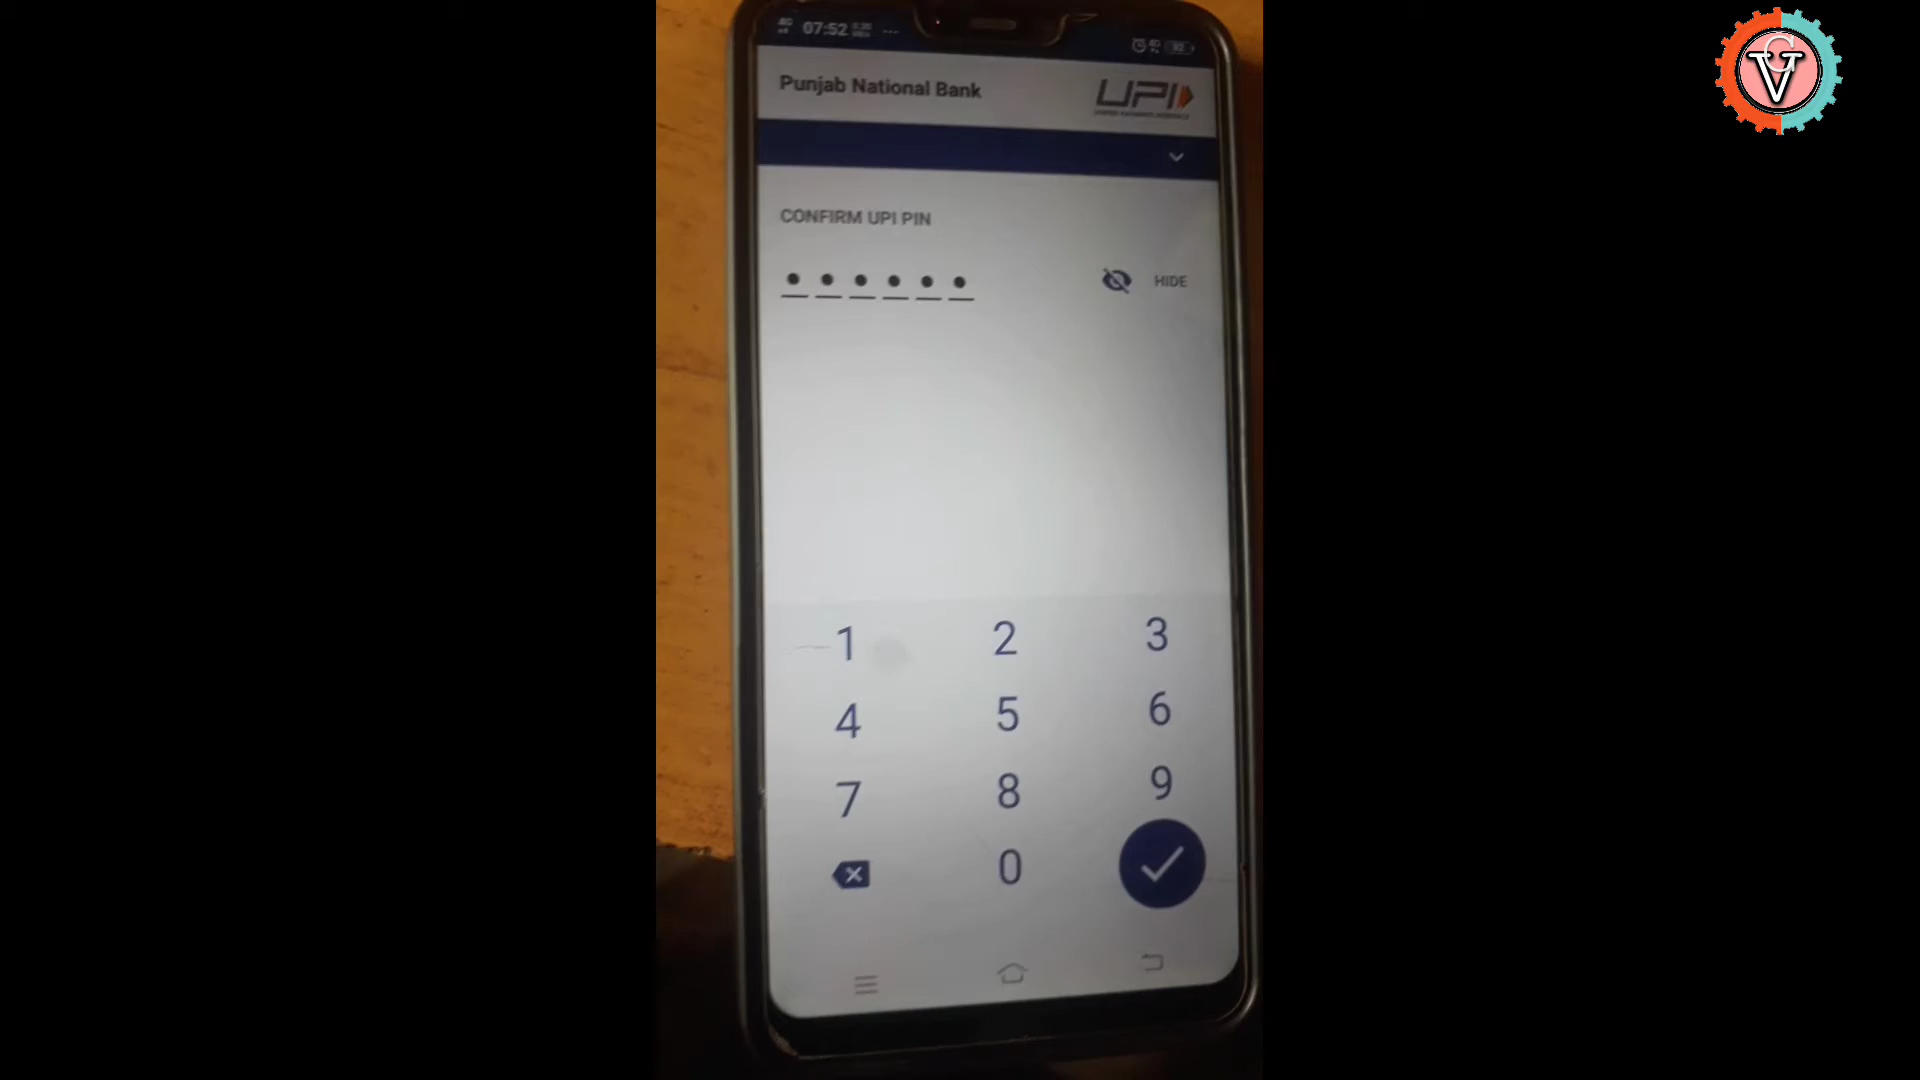 07:52
Punjab National Bank
UPI
CONFIRM UPI PIN
HIDE
1 2 3
4 5 6
7 8 9
0